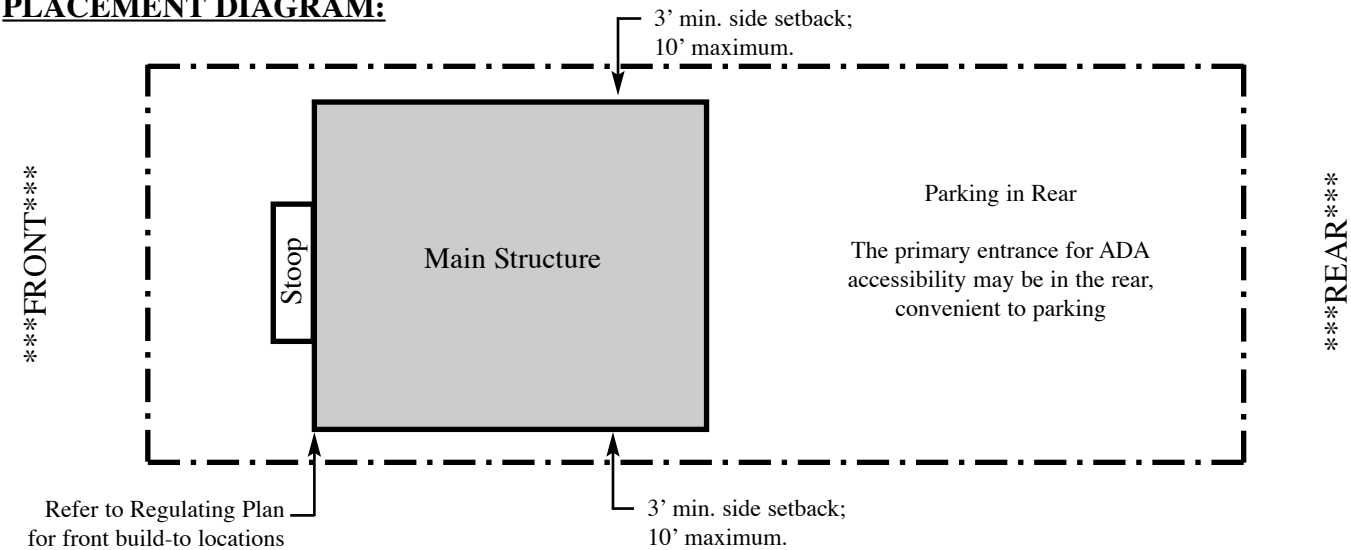 PLACEMENT DIAGRAM:
3’ min. side setback;
10’ maximum.
****FRONT****
Stoop
Main Structure
Parking in Rear
The primary entrance for ADA
accessibility may be in the rear,
convenient to parking
***REAR***
Refer to Regulating Plan
for front build-to locations
3’ min. side setback;
10’ maximum.